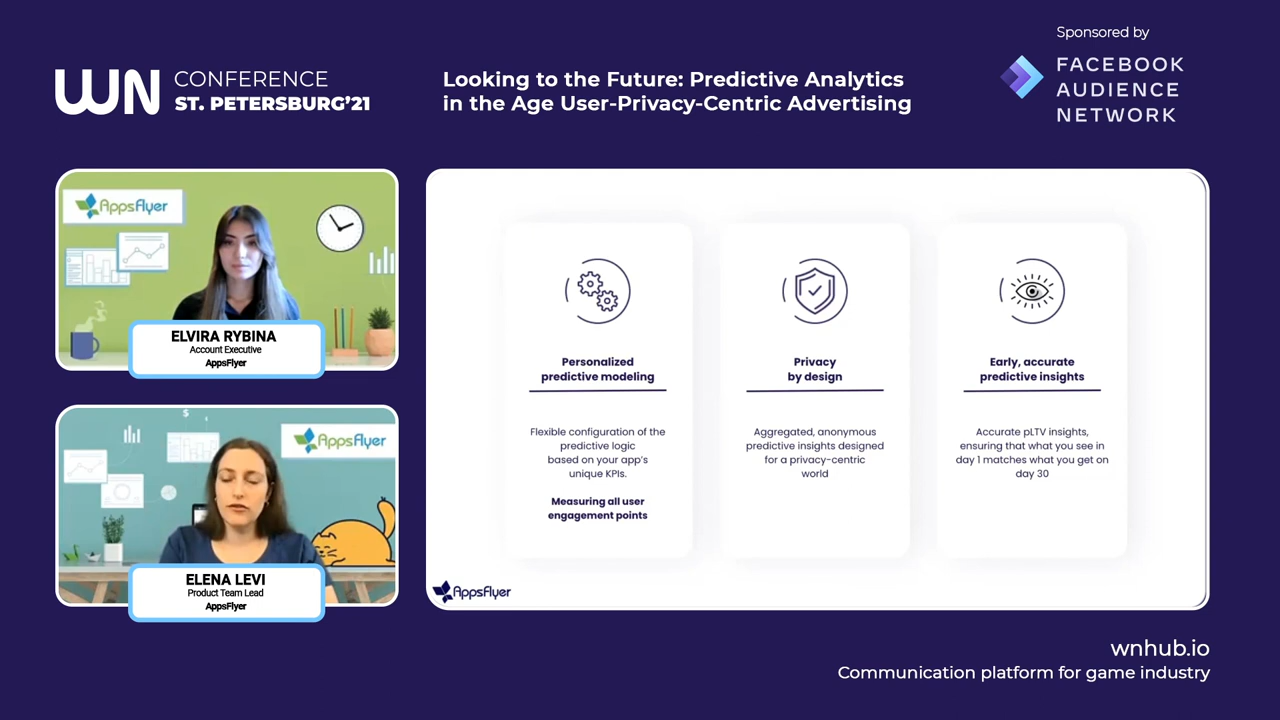 Sponsored by
WN CONFERENCE
ST. PETERSBURG'21
Looking to the Future: Predictive Analytics
in the Age User-Privacy-Centric Advertising
FACEBOOK
AUDIENCE
NETWORK
AppsFlyer
ELVIRA RYBINA
Account Executive
AppsFlyer
$
AppsFlyer
ELENA LEVI
Product Team Lead
AppsFlyer
Personalized
predictive modeling
Flexible configuration of the
predictive logic
based on your app's
unique KPIs.
Measuring all user
engagement points
Privacy
by design
Aggregated, anonymous
predictive insights designed
for a privacy-centric
world
Early, accurate
predictive insights
Accurate pLTV insights,
ensuring that what you see in
day 1 matches what you get on
day 30
AppsFlyer
wnhub.io
Communication platform for game industry